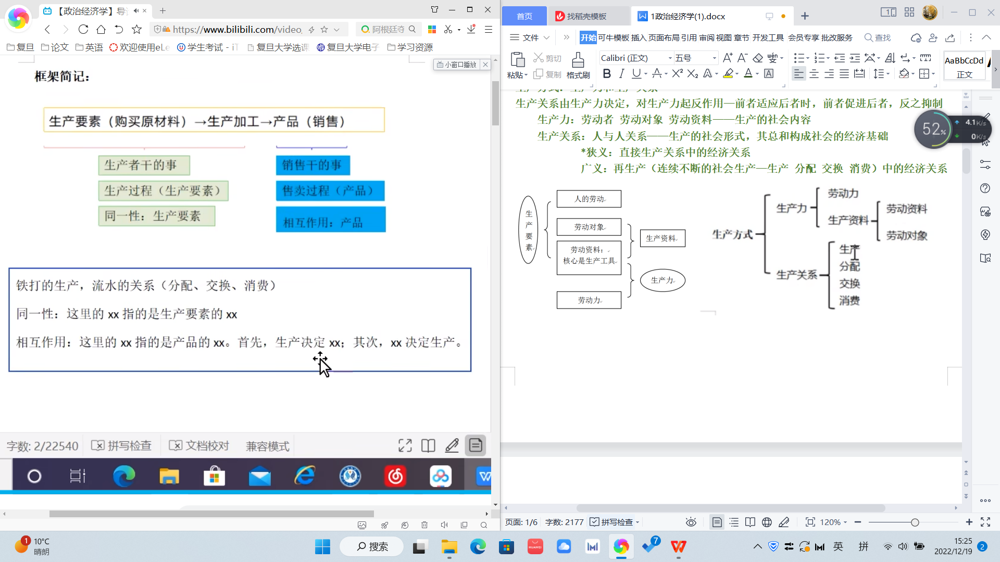 【政治经济学】导
https://www.bilibili.com/video,
阿根廷夺
复旦
论文
英语
欢迎使用eLe
学生考试 - iT
复旦大学选课
复旦大学电子
学习资源
小窗口播放
框架简记：
生产要素（购买原材料）→生产加工→产品（销售）
生产者干的事
销售干的事
生产过程（生产要素）
售卖过程（产品）
同一性：生产要素
相互作用：产品
铁打的生产，流水的关系（分配、交换、消费）
同一性：这里的 xx 指的是生产要素的 xx
相互作用：这里的 xx 指的是产品的 xx。首先，生产决定 xx；其次，xx 决定生产。
字数: 2/22540
拼写检查
文档校对
兼容模式
首页
找稻壳模板
1政治经济学(1).docx
文件
开始 可牛模板 插入 页面布局 引用 审阅 视图 章节 开发工具 会员专享 批改服务
查找
粘贴
剪切
复制
格式刷
Calibri (正文)
五号
AaBbCcDd
正文
生产方式：生产力和生产关系
生产关系由生产力决定，对生产力起反作用—前者适应后者时，前者促进后者，反之抑制
生产力：劳动者 劳动对象 劳动资料——生产的社会内容
生产关系：人与人关系——生产的社会形式，其总和构成社会的经济基础
*狭义：直接生产关系中的经济关系
广义：再生产（连续不断的社会生产—生产 分配 交换 消费）中的经济关系
52%
4.1K/s
0K/s
生产要素
人的劳动
劳动对象
劳动资料：
核心是生产工具
劳动力
生产资料
生产力
生产方式
生产力
劳动力
生产资料
劳动资料
劳动对象
生产关系
生产
分配
交换
消费
页面: 1/6
字数: 2177
拼写检查
120%
1
10°C
晴朗
搜索
HUAWEI
7
英
拼
15:25
2022/12/19
2